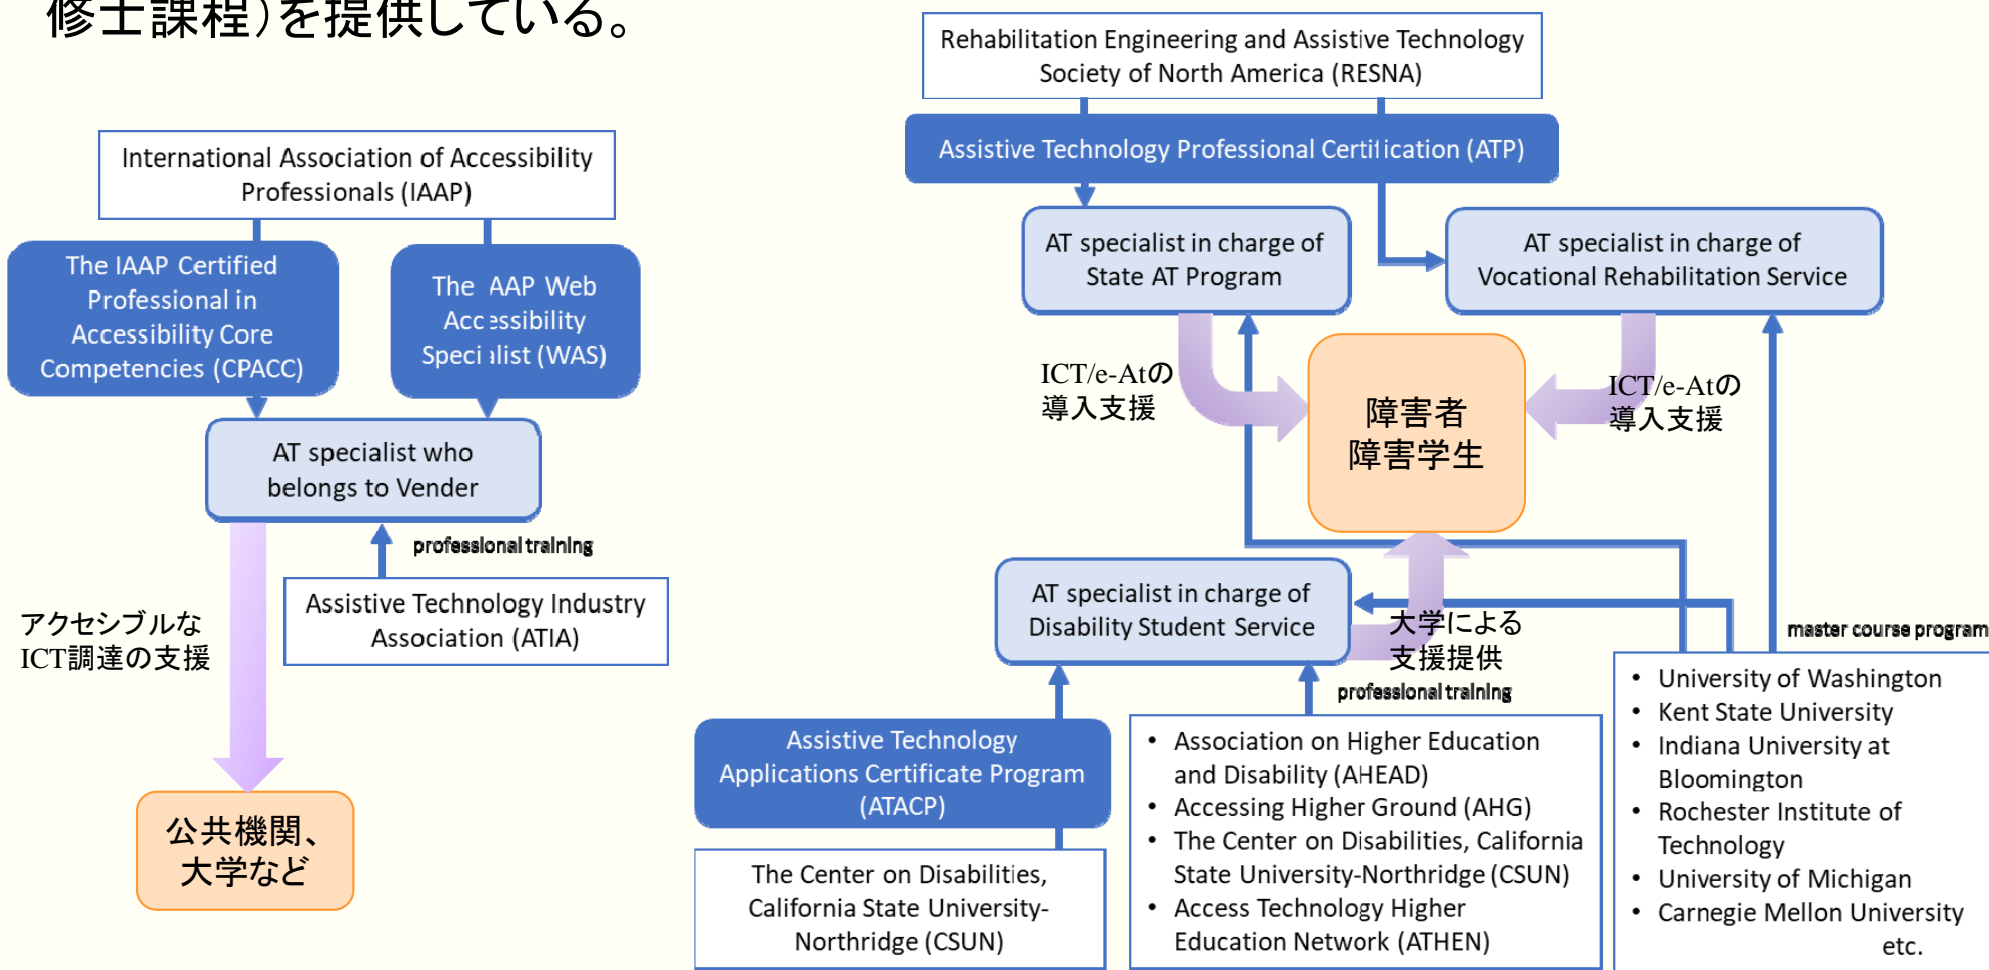 修士課程）を提供している。
Rehabilitation Engineering and Assistive Technology
Society of North America (RESNA)
Assistive Technology Professional Certification (ATP)
International Association of Accessibility
Professionals (IAAP)
The IAAP Certified
Professional in
Accessibility Core
Competencies (CPACC)
The IAAP Web
Accessibility
Specialist (WAS)
AT specialist who
belongs to Vender
professional training
Assistive Technology Industry
Association (ATIA)
アクセシブルな
ICT調達の支援
公共機関、
大学など
AT specialist in charge of
State AT Program
AT specialist in charge of
Vocational Rehabilitation Service
ICT/e-Atの
導入支援
障害者
障害学生
ICT/e-Atの
導入支援
AT specialist in charge of
Disability Student Service
大学による
支援提供
professional training
master course program
Assistive Technology
Applications Certificate Program
(ATACP)
The Center on Disabilities,
California State University-
Northridge (CSUN)
• Association on Higher Education
and Disability (AHEAD)
• Accessing Higher Ground (AHG)
• The Center on Disabilities, California
State University-Northridge (CSUN)
• Access Technology Higher
Education Network (ATHEN)
• University of Washington
• Kent State University
• Indiana University at
Bloomington
• Rochester Institute of
Technology
• University of Michigan
• Carnegie Mellon University
etc.